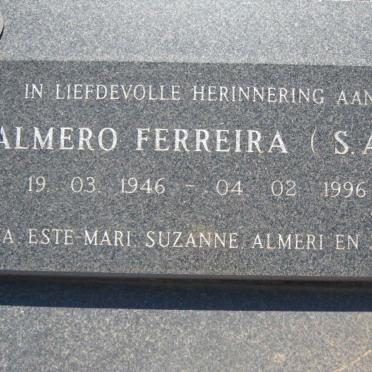 IN LIEFDEVOLLE HERINNERING AAN
ALMERO FERREIRA ( S. A
19. 03. 1946 - 04 02 1996
A. ESTE-MARI, SUZANNE, ALMERI EN